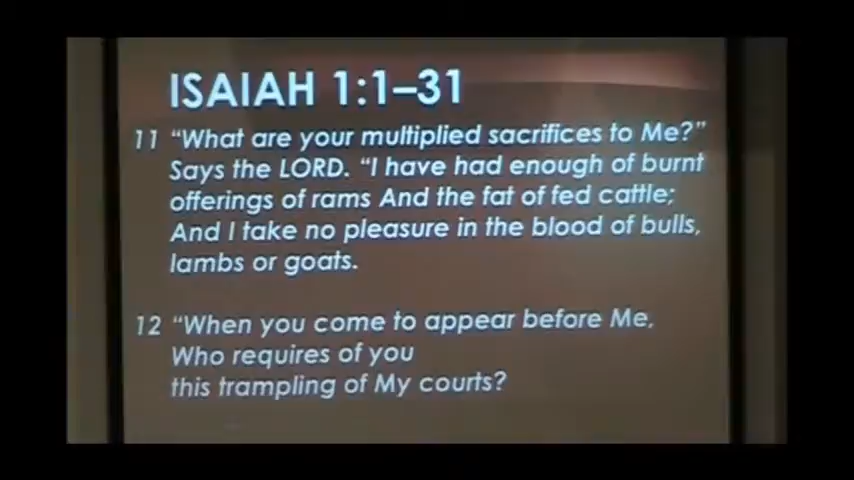 ISAIAH 1:1–31
11 “What are your multiplied sacrifices to Me?”
Says the LORD. “I have had enough of burnt
offerings of rams And the fat of fed cattle;
And I take no pleasure in the blood of bulls,
lambs or goats.
12 “When you come to appear before Me,
Who requires of you
this trampling of My courts?